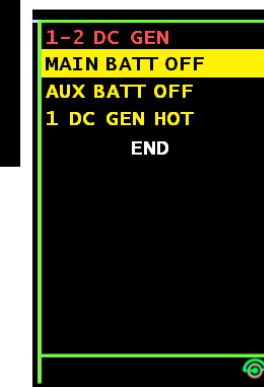 1-2 DC GEN
MAIN BATT OFF
AUX BATT OFF
1 DC GEN HOT
END